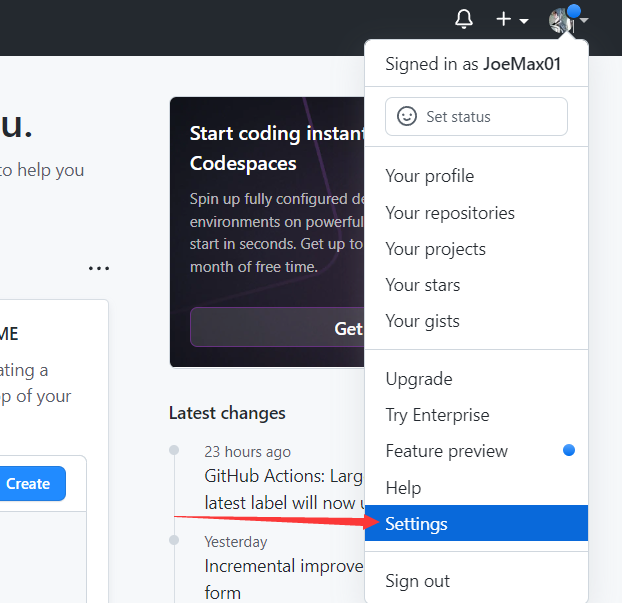 Signed in as JoeMax01
Set status
Your profile
Your repositories
Your projects
Your stars
Your gists
Upgrade
Try Enterprise
Feature preview
Help
Settings
Sign out
u.
to help you
...
ME
ating a
op of your
Create
Start coding instant
Codespaces
Spin up fully configured de
environments on powerful
start in seconds. Get up to
month of free time.
Get
Latest changes
23 hours ago
GitHub Actions: Larg
latest label will now u
Yesterday
Incremental improve
form